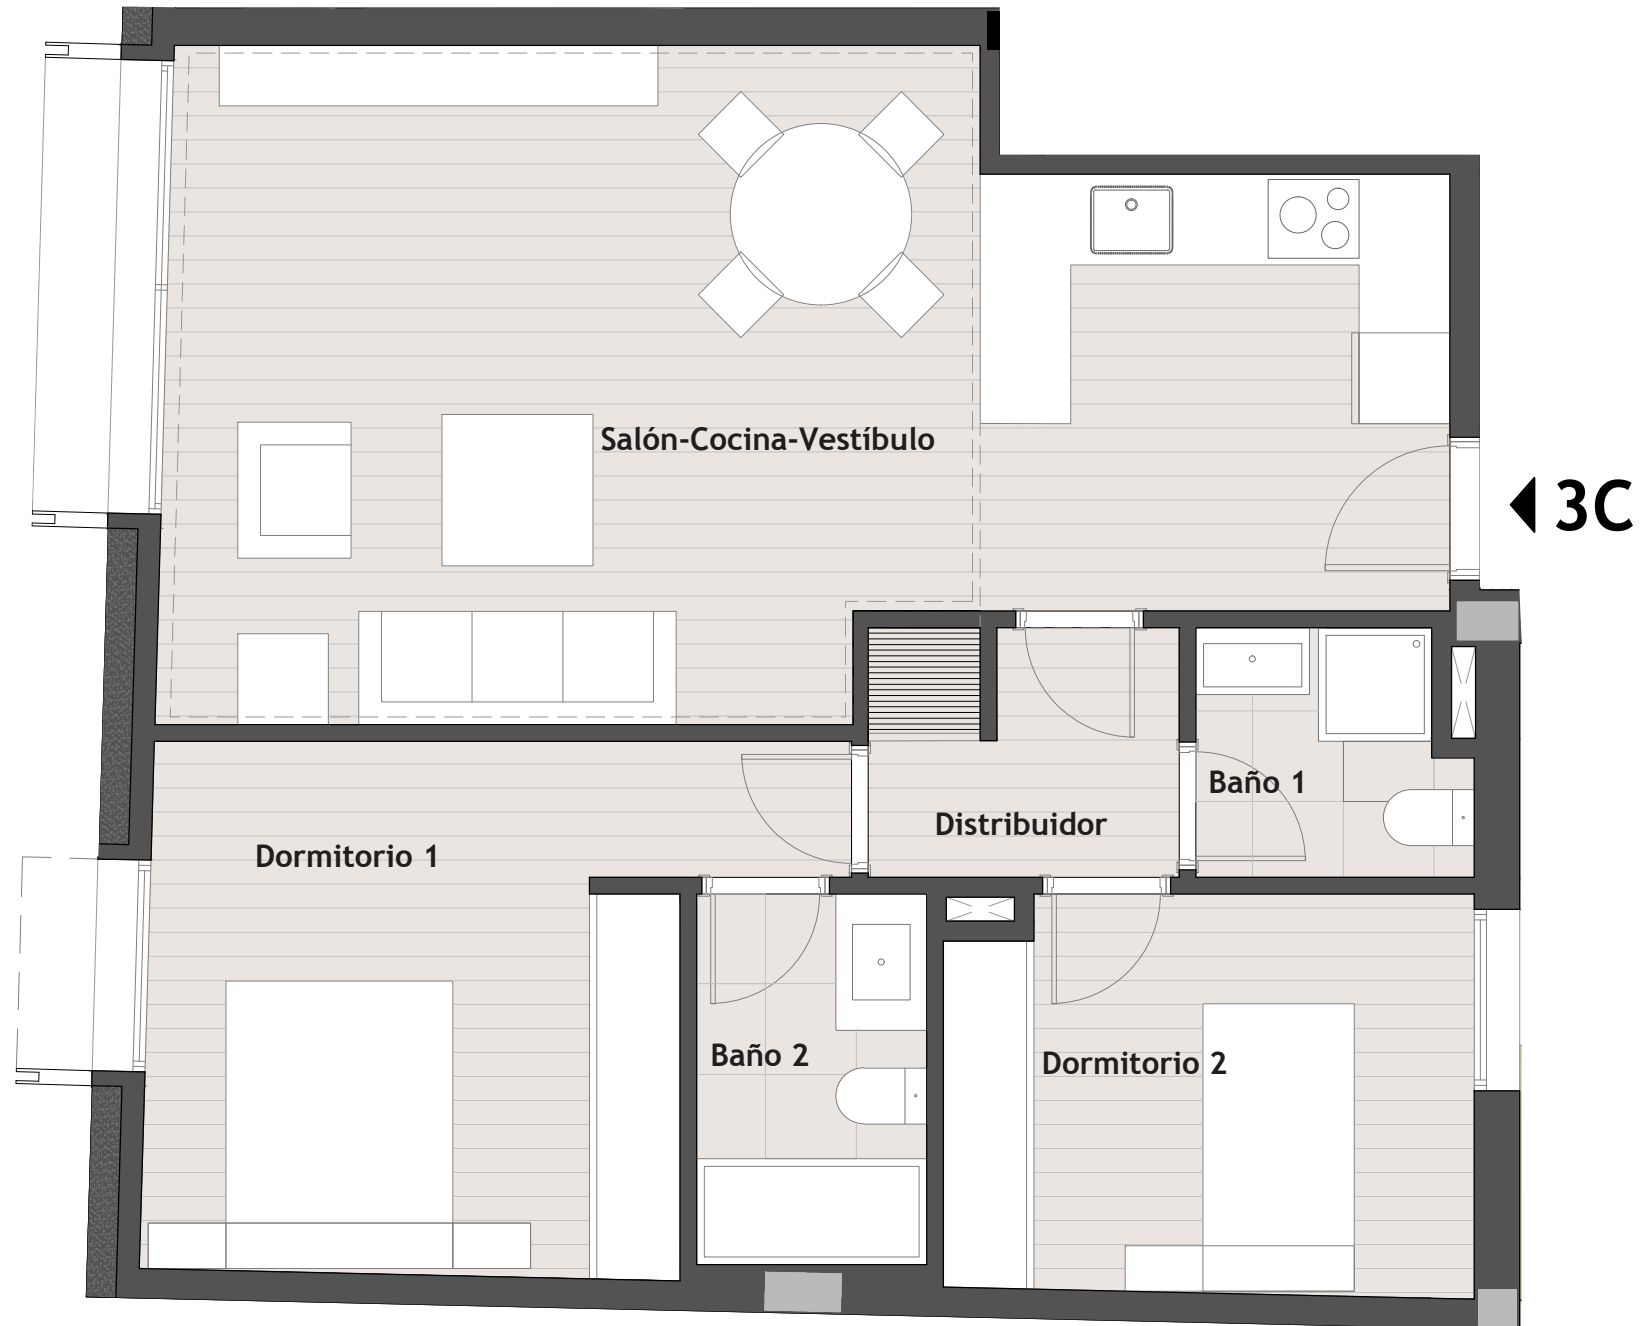 Salón-Cocina-Vestíbulo
3C
Baño 1
Distribuidor
Dormitorio 1
Baño 2
Dormitorio 2